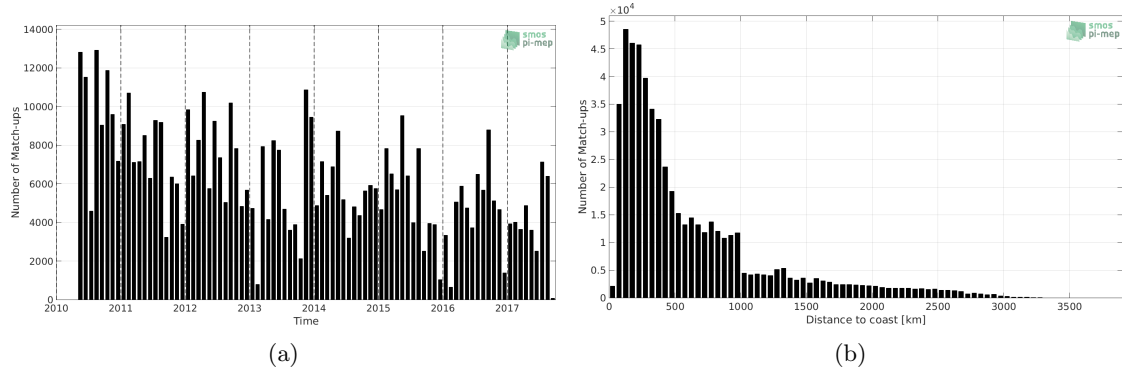 14000
12000
10000
8000
6000
4000
2000
0
Number of Match-ups
2010 2011 2012 2013 2014 2015 2016 2017
Time
smos
pi-mep
(a)
×10⁴
5
4.5
4
3.5
3
2.5
2
1.5
1
0.5
0
Number of Match-ups
0 500 1000 1500 2000 2500 3000 3500
Distance to coast [km]
smos
pi-mep
(b)